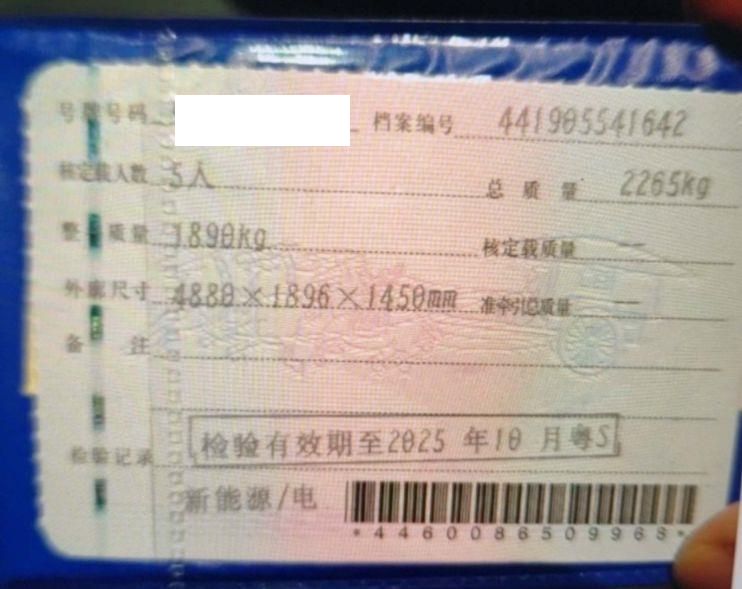 号牌号码 档案编号 441905541642
核定载人数 5人 总质量 2265kg
整备质量 1890kg 核定载质量 --
外廓尺寸 4880×1896×1450mm 准牵引总质量 --
备注
检验记录 检验有效期至2025年10月粤S
新能源/电
*4460086509968*